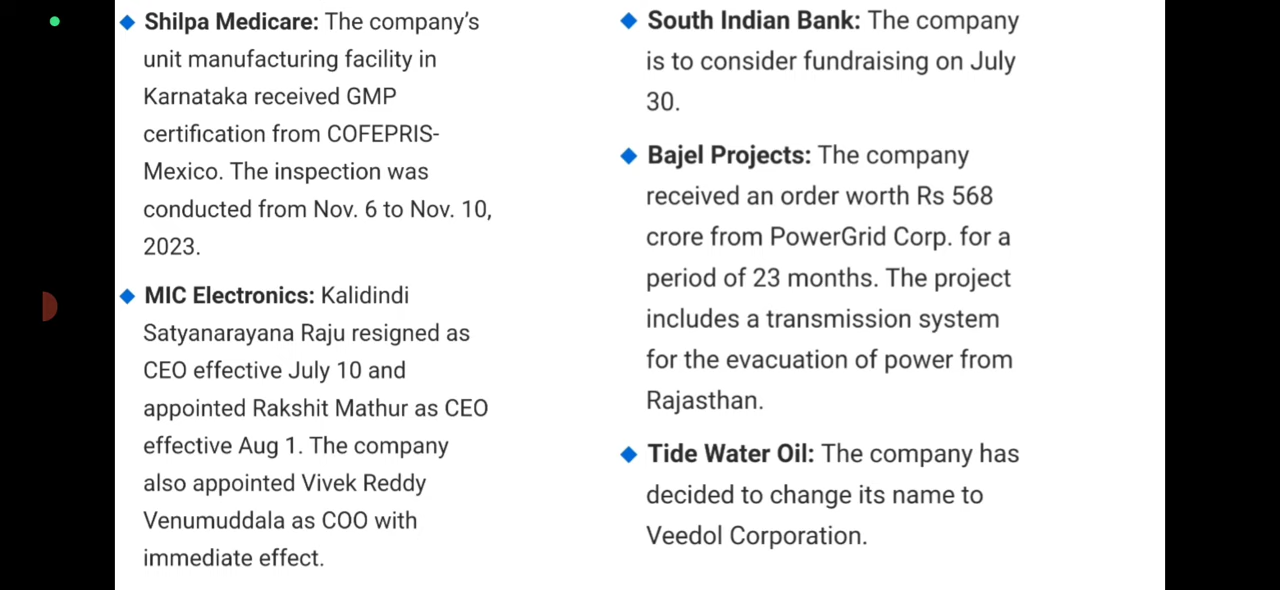 Shilpa Medicare: The company’s
unit manufacturing facility in
Karnataka received GMP
certification from COFEPRIS-
Mexico. The inspection was
conducted from Nov. 6 to Nov. 10,
2023.
MIC Electronics: Kalidindi
Satyanarayana Raju resigned as
CEO effective July 10 and
appointed Rakshit Mathur as CEO
effective Aug 1. The company
also appointed Vivek Reddy
Venumuddala as COO with
immediate effect.
South Indian Bank: The company
is to consider fundraising on July
30.
Bajel Projects: The company
received an order worth Rs 568
crore from PowerGrid Corp. for a
period of 23 months. The project
includes a transmission system
for the evacuation of power from
Rajasthan.
Tide Water Oil: The company has
decided to change its name to
Veedol Corporation.